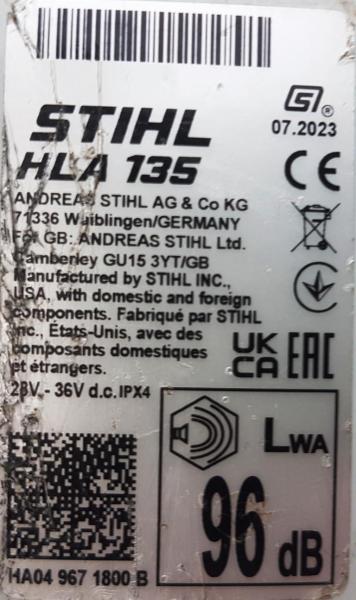 STIHL
07.2023
HLA 135
CE
ANDREAS STIHL AG & Co KG
71336 Waiblingen/GERMANY
For GB: ANDREAS STIHL Ltd.
Camberley GU15 3YT/GB
Manufactured by STIHL INC.,
USA, with domestic and foreign
components. Fabriqué par STIHL
Inc., États-Unis, avec des
composants domestiques
et étrangers.
UK
CA
EAC
28V - 36V d.c. IPX4
LWA
96 dB
HA04 967 1800 B